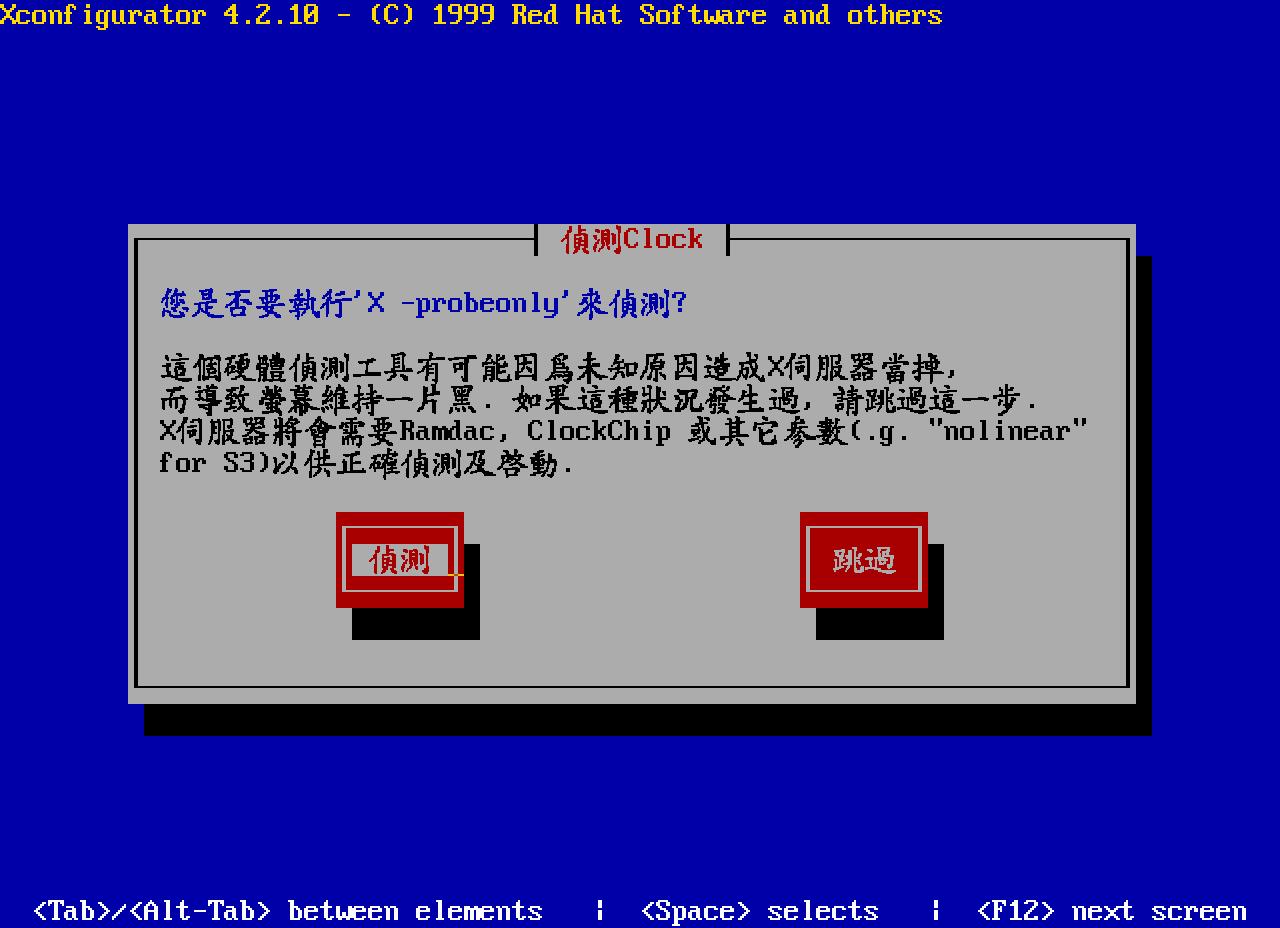 Xconfigurator 4.2.10 - (C) 1999 Red Hat Software and others
偵測Clock
您是否要執行'X -probeonly'來偵測?
這個硬體偵測工具有可能因爲未知原因造成X伺服器當掉,
而導致螢幕維持一片黑. 如果這種狀況發生過, 請跳過這一步.
X伺服器將會需要Ramdac, ClockChip 或其它參數(.g. "nolinear"
for S3)以供正確偵測及啓動.
偵測
跳過
<Tab>/<Alt-Tab> between elements | <Space> selects | <F12> next screen